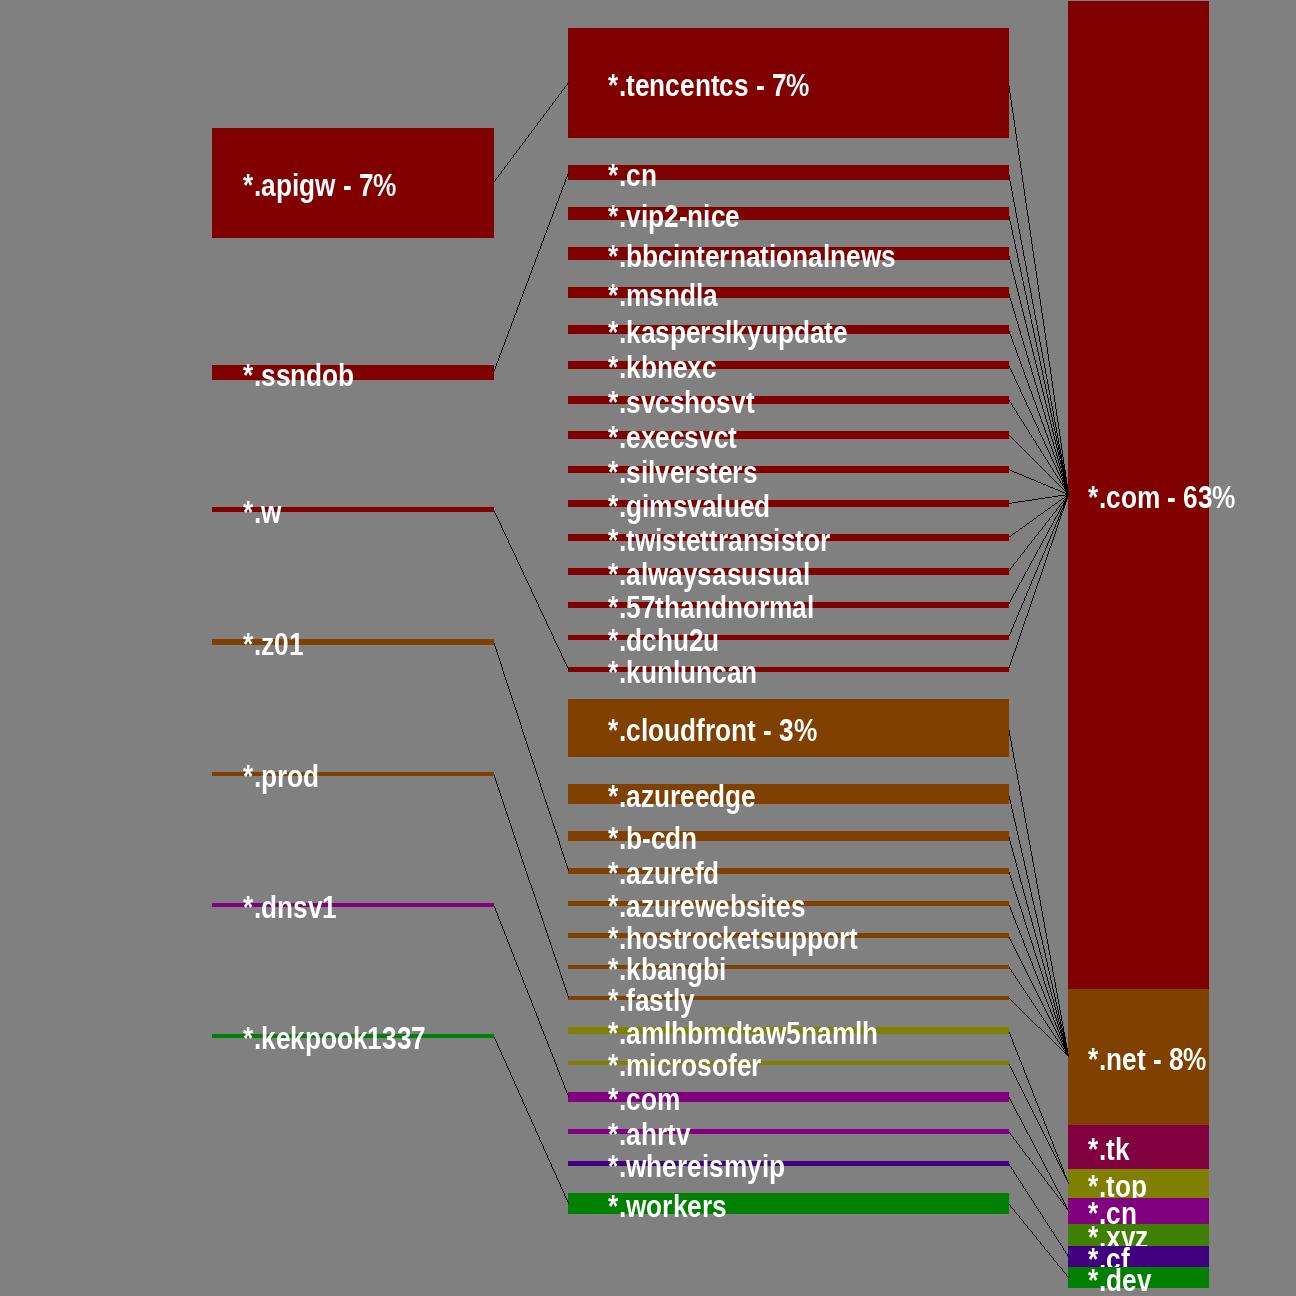 *.apigw - 7%
*.ssndob
*.w
*.z01
*.prod
*.dnsv1
*.kekpook1337
*.tencentcs - 7%
*.cn
*.vip2-nice
*.bbcinternationalnews
*.msndla
*.kasperslkyupdate
*.kbnexc
*.svcshosvt
*.execsvct
*.silversters
*.gimsvalued
*.twistettransistor
*.alwaysasusual
*.57thandnormal
*.dchu2u
*.kunluncan
*.cloudfront - 3%
*.azureedge
*.b-cdn
*.azurefd
*.azurewebsites
*.hostrocketsupport
*.kbangbi
*.fastly
*.amlhbmdtaw5namlh
*.microsofer
*.com
*.ahrtv
*.whereismyip
*.workers
*.com - 63%
*.net - 8%
*.tk
*.top
*.cn
*.xyz
*.cf
*.dev